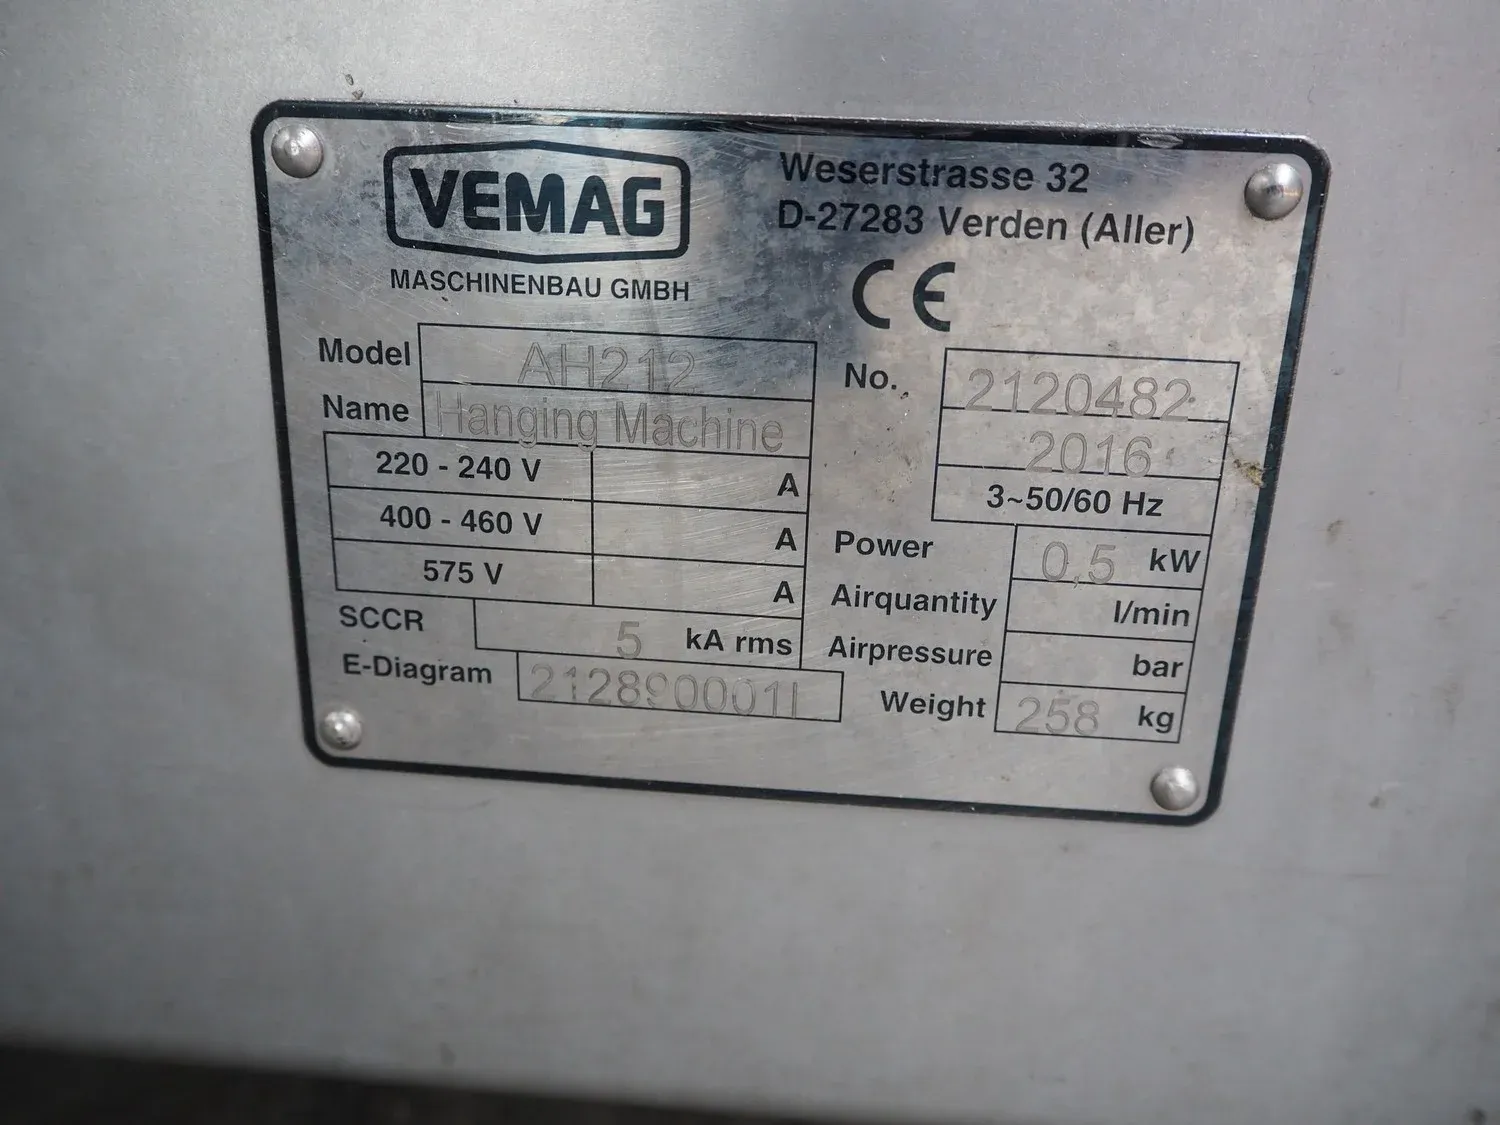 VEMAG
MASCHINENBAU GMBH
Weserstrasse 32
D-27283 Verden (Aller)
CE
Model AH212
Name Hanging Machine
220 - 240 V A
400 - 460 V A
575 V A
SCCR 5 kA rms
E-Diagram 212890001I
No. 2120482
2016
3~50/60 Hz
Power 0,5 kW
Airquantity l/min
Airpressure bar
Weight 258 kg